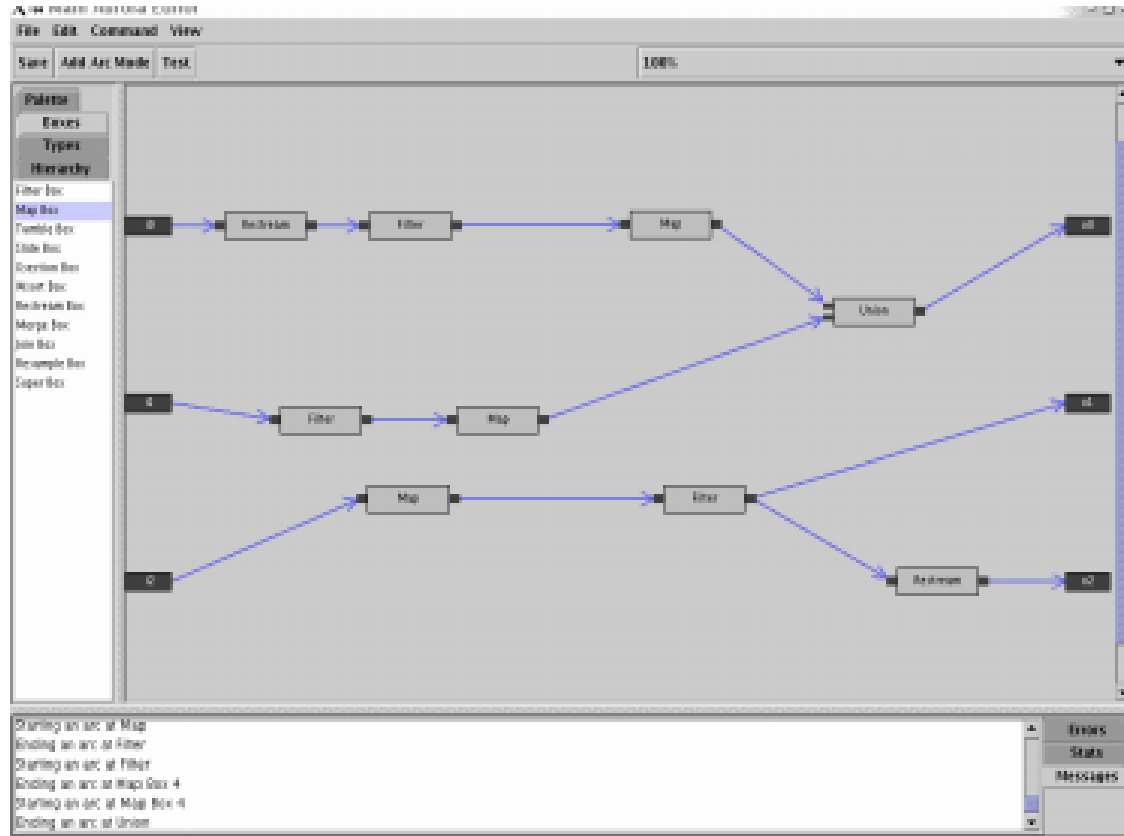 File Edit Command View
Save Add Arc Mode Test 100%
Palette
Boxes
Types
Hierarchy
Filter Box
Map Box
Tumble Box
Slide Box
Box
Box
Restream Box
Merge Box
Join Box
Resample Box
Super Box
Restream Filter Map
Union
Filter Map
Map Filter
Restream
Starting an arc at Map
Ending an arc at Filter
Starting an arc at Filter
Ending an arc at Map Box 4
Starting an arc at Map Box 4
Ending an arc at Union
Errors
Stats
Messages